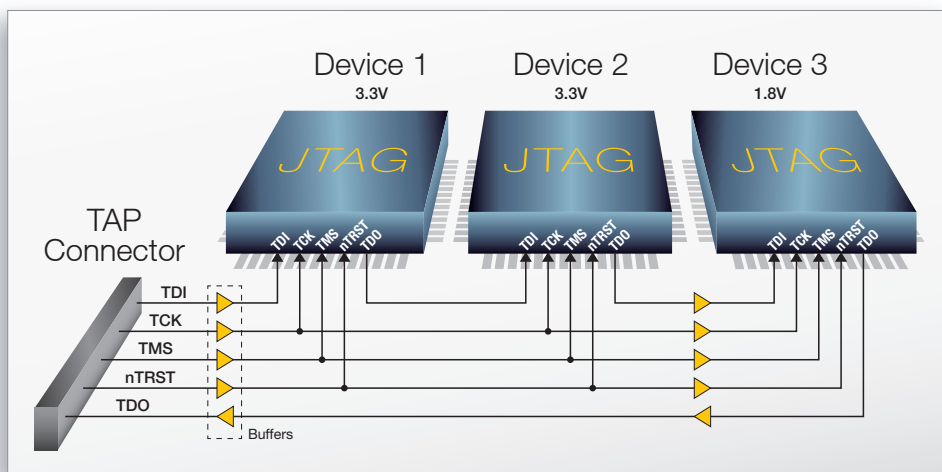 Device 1
3.3V
Device 2
3.3V
Device 3
1.8V
JTAG
JTAG
JTAG
TAP
Connector
TDI
TCK
TMS
nTRST
TDO
TDI
TCK
TMS
nTRST
TDO
TDI
TCK
TMS
nTRST
TDO
TDI
TCK
TMS
nTRST
TDO
Buffers